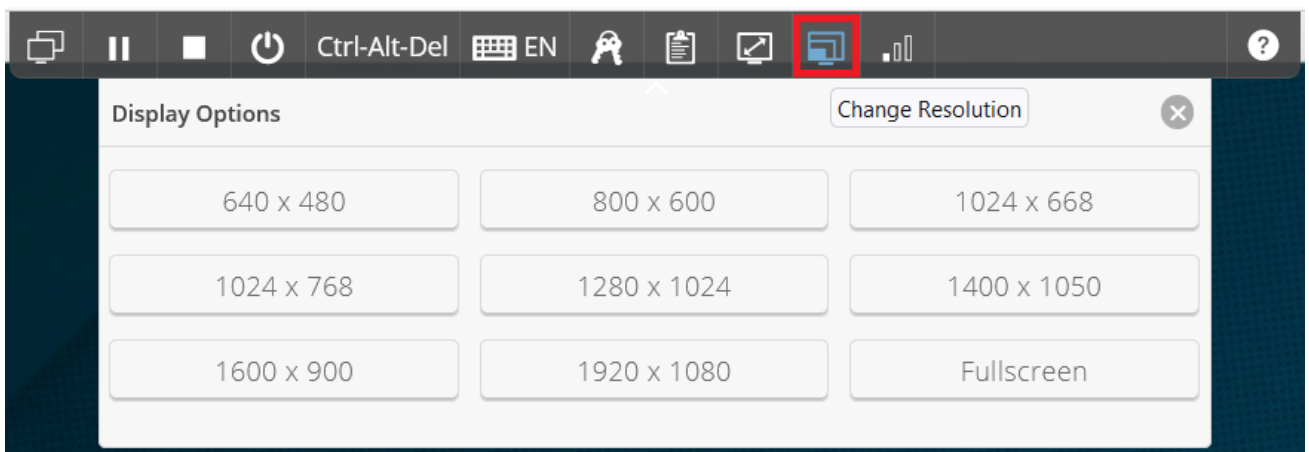 Ctrl-Alt-Del EN ?
Display Options Change Resolution
640 x 480 800 x 600 1024 x 668
1024 x 768 1280 x 1024 1400 x 1050
1600 x 900 1920 x 1080 Fullscreen